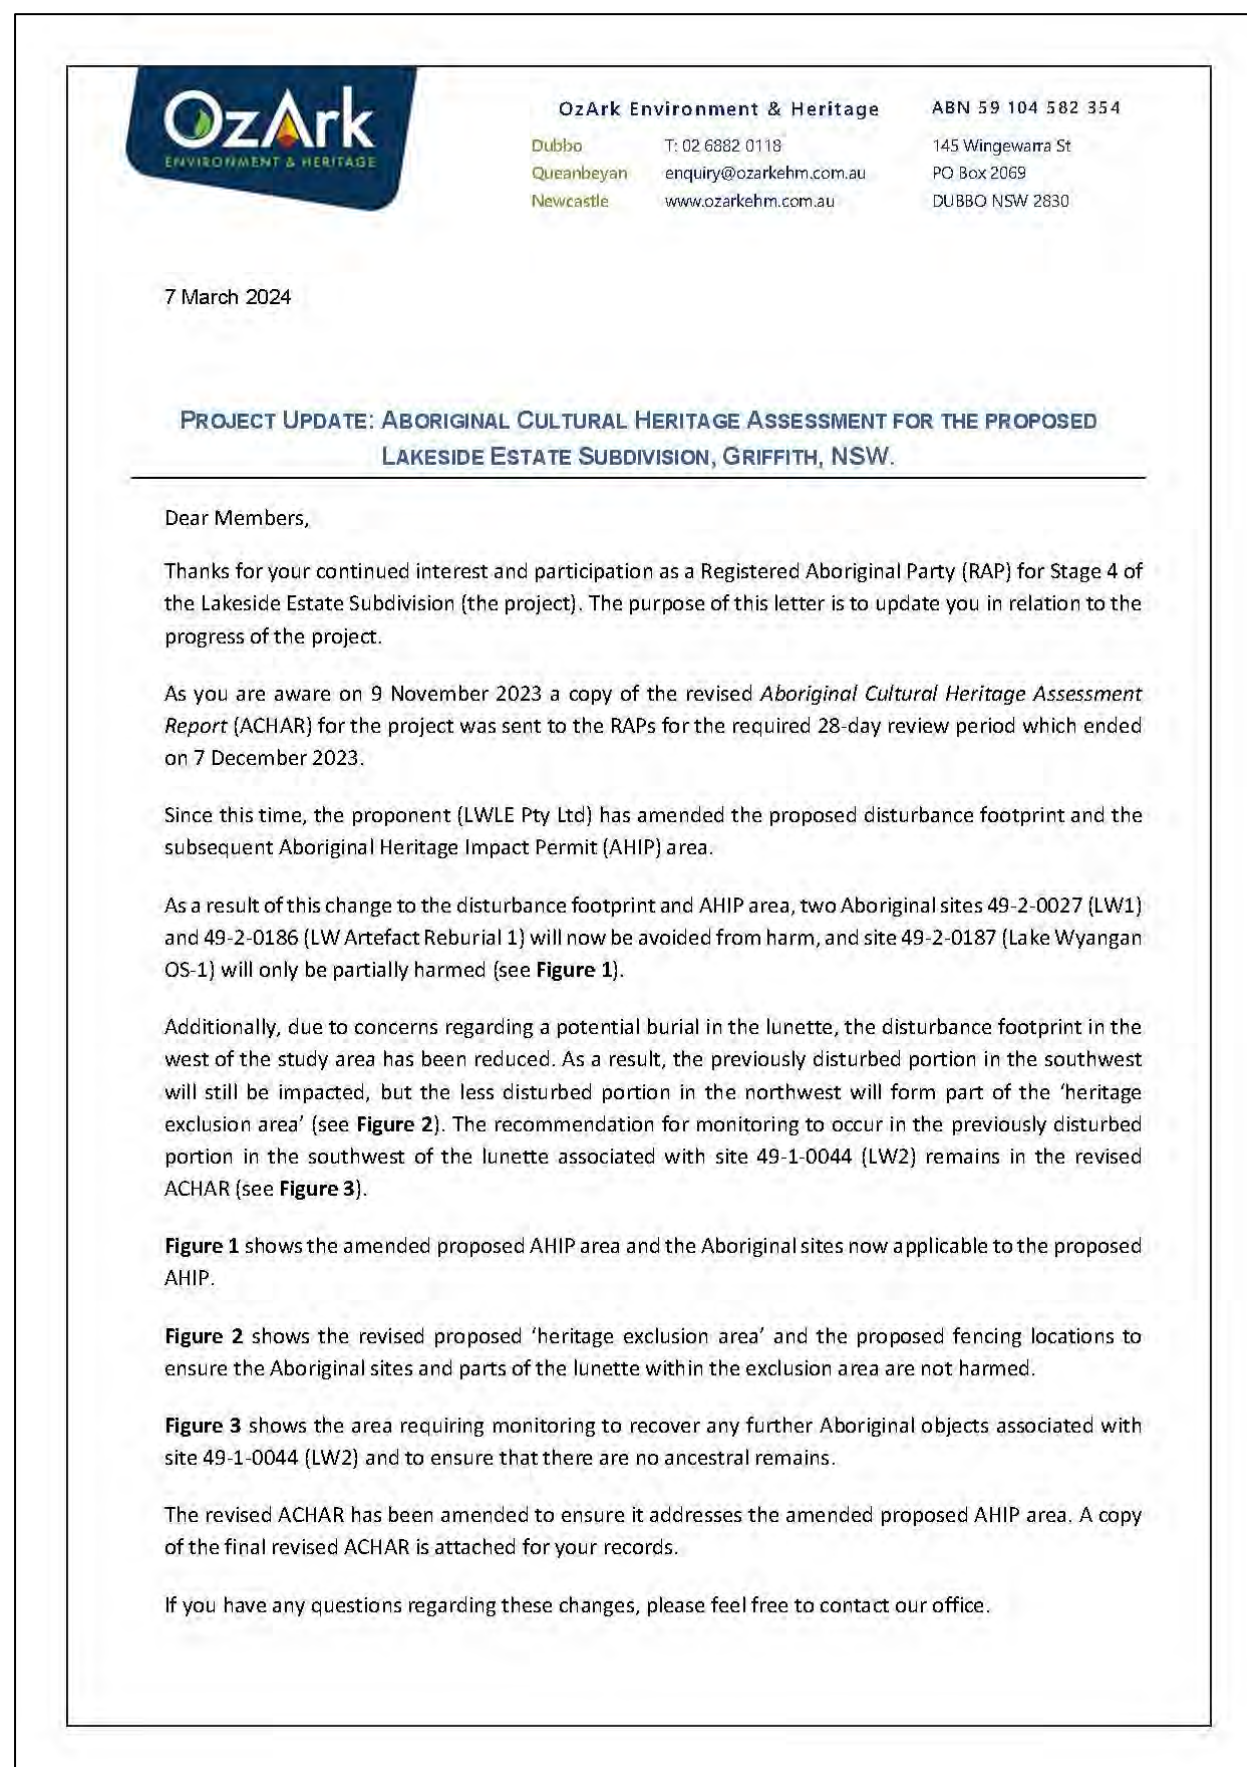 OzArk
ENVIRONMENT & HERITAGE
OzArk Environment & Heritage
ABN 59 104 582 354
Dubbo
T: 02 6882 0118
145 Wingewarra St
Queanbeyan
enquiry@ozarkehm.com.au
PO Box 2069
Newcastle
www.ozarkehm.com.au
DUBBO NSW 2830
7 March 2024
PROJECT UPDATE: ABORIGINAL CULTURAL HERITAGE ASSESSMENT FOR THE PROPOSED
LAKESIDE ESTATE SUBDIVISION, GRIFFITH, NSW.
Dear Members,
Thanks for your continued interest and participation as a Registered Aboriginal Party (RAP) for Stage 4 of
the Lakeside Estate Subdivision (the project). The purpose of this letter is to update you in relation to the
progress of the project.
As you are aware on 9 November 2023 a copy of the revised Aboriginal Cultural Heritage Assessment
Report (ACHAR) for the project was sent to the RAPs for the required 28-day review period which ended
on 7 December 2023.
Since this time, the proponent (LWLE Pty Ltd) has amended the proposed disturbance footprint and the
subsequent Aboriginal Heritage Impact Permit (AHIP) area.
As a result of this change to the disturbance footprint and AHIP area, two Aboriginal sites 49-2-0027 (LW1)
and 49-2-0186 (LW Artefact Reburial 1) will now be avoided from harm, and site 49-2-0187 (Lake Wyangan
OS-1) will only be partially harmed (see Figure 1).
Additionally, due to concerns regarding a potential burial in the lunette, the disturbance footprint in the
west of the study area has been reduced. As a result, the previously disturbed portion in the southwest
will still be impacted, but the less disturbed portion in the northwest will form part of the 'heritage
exclusion area' (see Figure 2). The recommendation for monitoring to occur in the previously disturbed
portion in the southwest of the lunette associated with site 49-1-0044 (LW2) remains in the revised
ACHAR (see Figure 3).
Figure 1 shows the amended proposed AHIP area and the Aboriginal sites now applicable to the proposed
AHIP.
Figure 2 shows the revised proposed 'heritage exclusion area' and the proposed fencing locations to
ensure the Aboriginal sites and parts of the lunette within the exclusion area are not harmed.
Figure 3 shows the area requiring monitoring to recover any further Aboriginal objects associated with
site 49-1-0044 (LW2) and to ensure that there are no ancestral remains.
The revised ACHAR has been amended to ensure it addresses the amended proposed AHIP area. A copy
of the final revised ACHAR is attached for your records.
If you have any questions regarding these changes, please feel free to contact our office.